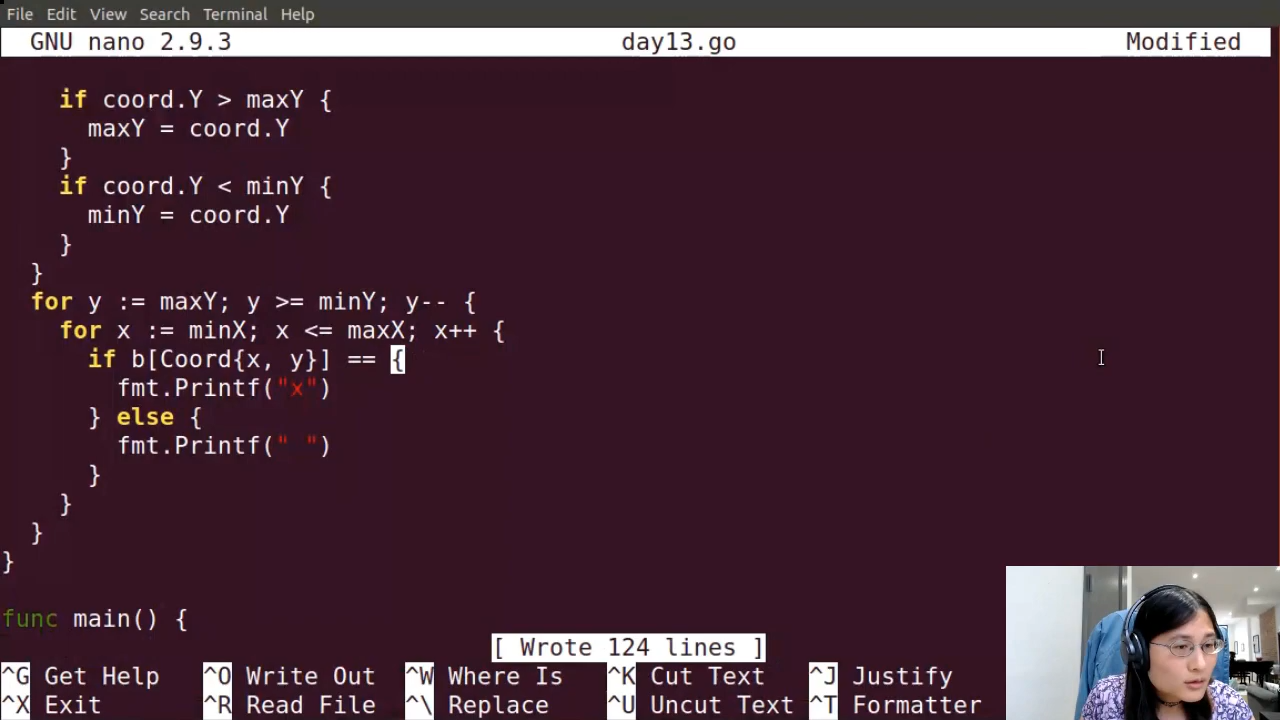 File Edit View Search Terminal Help
GNU nano 2.9.3 day13.go Modified
if coord.Y > maxY {
maxY = coord.Y
}
if coord.Y < minY {
minY = coord.Y
}
}
for y := maxY; y >= minY; y-- {
for x := minX; x <= maxX; x++ {
if b[Coord{x, y}] == {
fmt.Printf("x")
} else {
fmt.Printf(" ")
}
}
}
}
func main() {
[ Wrote 124 lines ]
^G Get Help ^O Write Out ^W Where Is ^K Cut Text ^J Justify
^X Exit ^R Read File ^\ Replace ^U Uncut Text ^T Formatter